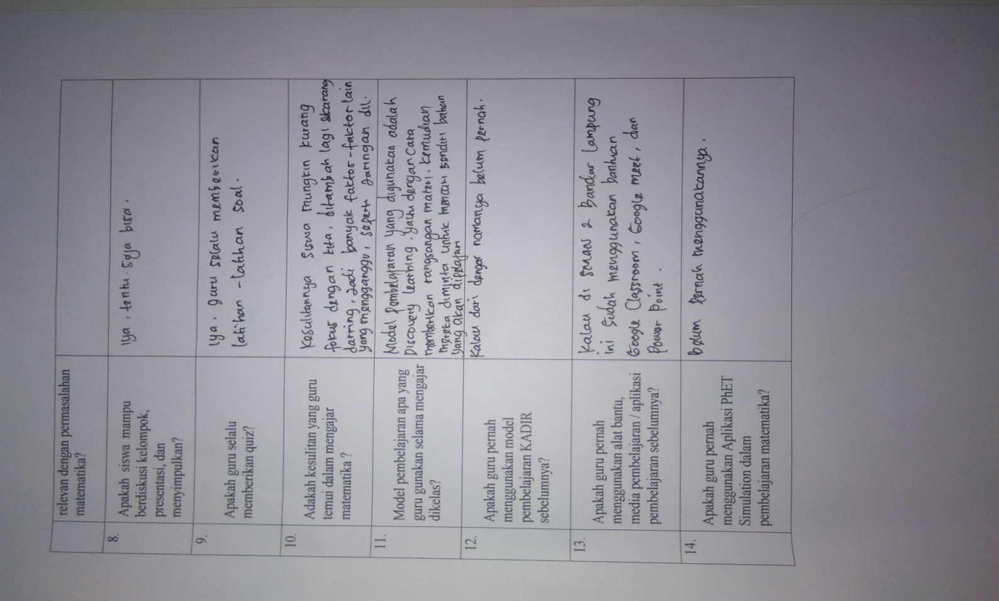 relevan dengan permasalahan
matematika?
8.
Apakah siswa mampu
berdiskusi kelompok,
presentasi, dan
menyimpulkan?
Iya, tentu saja bisa.
9.
Apakah guru selalu
memberikan quiz?
Iya. guru selalu memberikan
latihan - latihan soal.
10.
Adakah kesulitan yang guru
temui dalam mengajar
matematika ?
Kesulitannya siswa mungkin kurang
fokus dengan kita, ditambah lagi skarang
darring, Jadi banyak faktor-faktor lain
yang mengganggu, seperti Jaringan dll.
11.
Model pembelajaran apa yang
guru gunakan selama mengajar
dikelas?
Model Pembelajaran yang digunakan adalah
Discovery learning. Yaitu dengan cara
memberikan rangsangan materi. kemudian
mereka diminta untuk mencari sendiri bahan
yang akan dipelajari
12.
Apakah guru pernah
menggunakan model
pembelajaran KADIR
sebelumnya?
Kalau dari dengar namanya belum pernah.
13.
Apakah guru pernah
menggunakan alat bantu,
media pembelajaran / aplikasi
pembelajaran sebelumnya?
Kalau di SMAN 2 Bandar Lampung
ini sudah menggunakan bantuan
Google Classroom, Google meet, dan
Power Point.
14.
Apakah guru pernah
menggunakan Aplikasi PhET
Simulation dalam
pembelajaran matematika?
Belum Pernah menggunakannya.